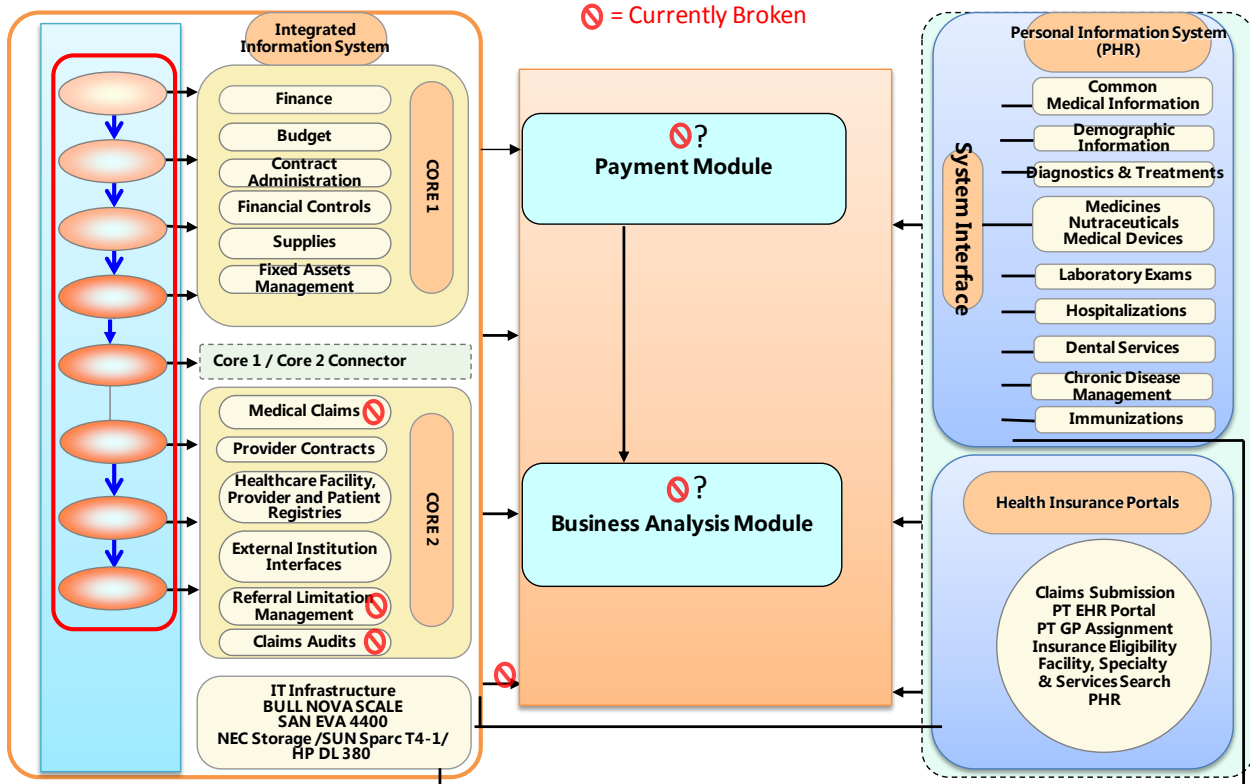 = Currently Broken
Integrated
Information System
Finance
Budget
Contract
Administration
Financial Controls
Supplies
Fixed Assets
Management
CORE 1
Core 1 / Core 2 Connector
Medical Claims
Provider Contracts
Healthcare Facility,
Provider and Patient
Registries
External Institution
Interfaces
Referral Limitation
Management
Claims Audits
CORE 2
IT Infrastructure
BULL NOVA SCALE
SAN EVA 4400
NEC Storage /SUN Sparc T4-1/
HP DL 380
?
Payment Module
?
Business Analysis Module
Personal Information System
(PHR)
System Interface
Common
Medical Information
Demographic
Information
Diagnostics & Treatments
Medicines
Nutraceuticals
Medical Devices
Laboratory Exams
Hospitalizations
Dental Services
Chronic Disease
Management
Immunizations
Health Insurance Portals
Claims Submission
PT EHR Portal
PT GP Assignment
Insurance Eligibility
Facility, Specialty
& Services Search
PHR